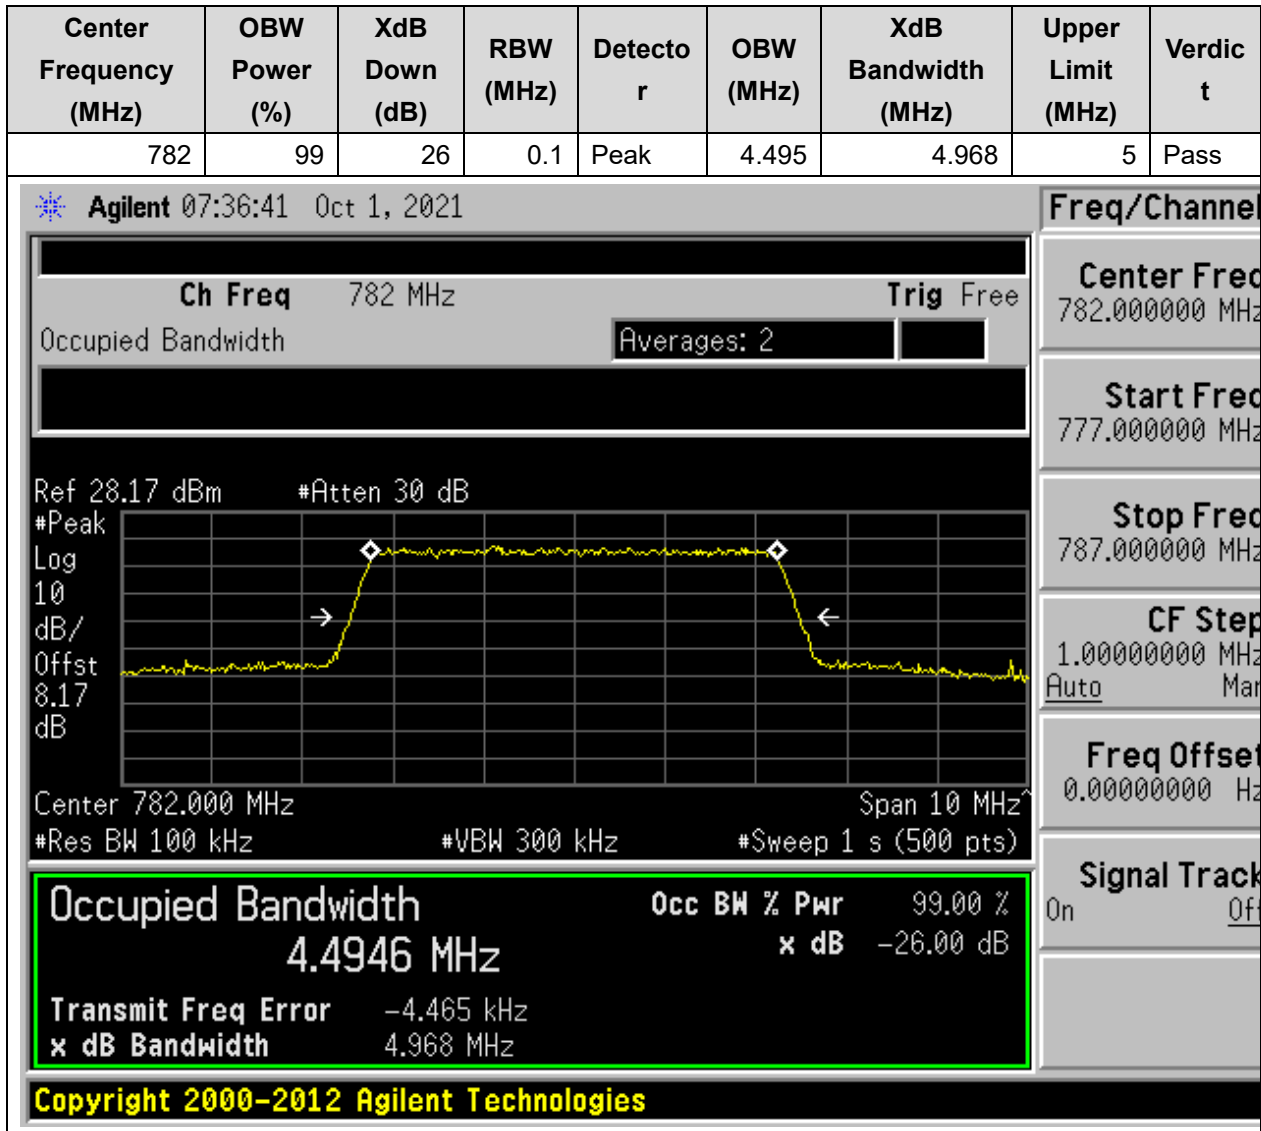 Center Frequency (MHz) OBW Power (%) XdB Down (dB) RBW (MHz) Detecto r OBW (MHz) XdB Bandwidth (MHz) Upper Limit (MHz) Verdic t
782 99 26 0.1 Peak 4.495 4.968 5 Pass
Agilent 07:36:41 Oct 1, 2021
Ch Freq 782 MHz Trig Free
Occupied Bandwidth Averages: 2
Ref 28.17 dBm #Atten 30 dB
#Peak
Log
10
dB/
Offst
8.17
dB
Center 782.000 MHz Span 10 MHz^
#Res BW 100 kHz #VBW 300 kHz #Sweep 1 s (500 pts)
Occupied Bandwidth Occ BW % Pwr 99.00 %
4.4946 MHz x dB -26.00 dB
Transmit Freq Error -4.465 kHz
x dB Bandwidth 4.968 MHz
Copyright 2000-2012 Agilent Technologies
Freq/Channel
Center Freq
782.000000 MHz
Start Freq
777.000000 MHz
Stop Freq
787.000000 MHz
CF Step
1.00000000 MHz
Auto Man
Freq Offset
0.00000000 Hz
Signal Track
On Off